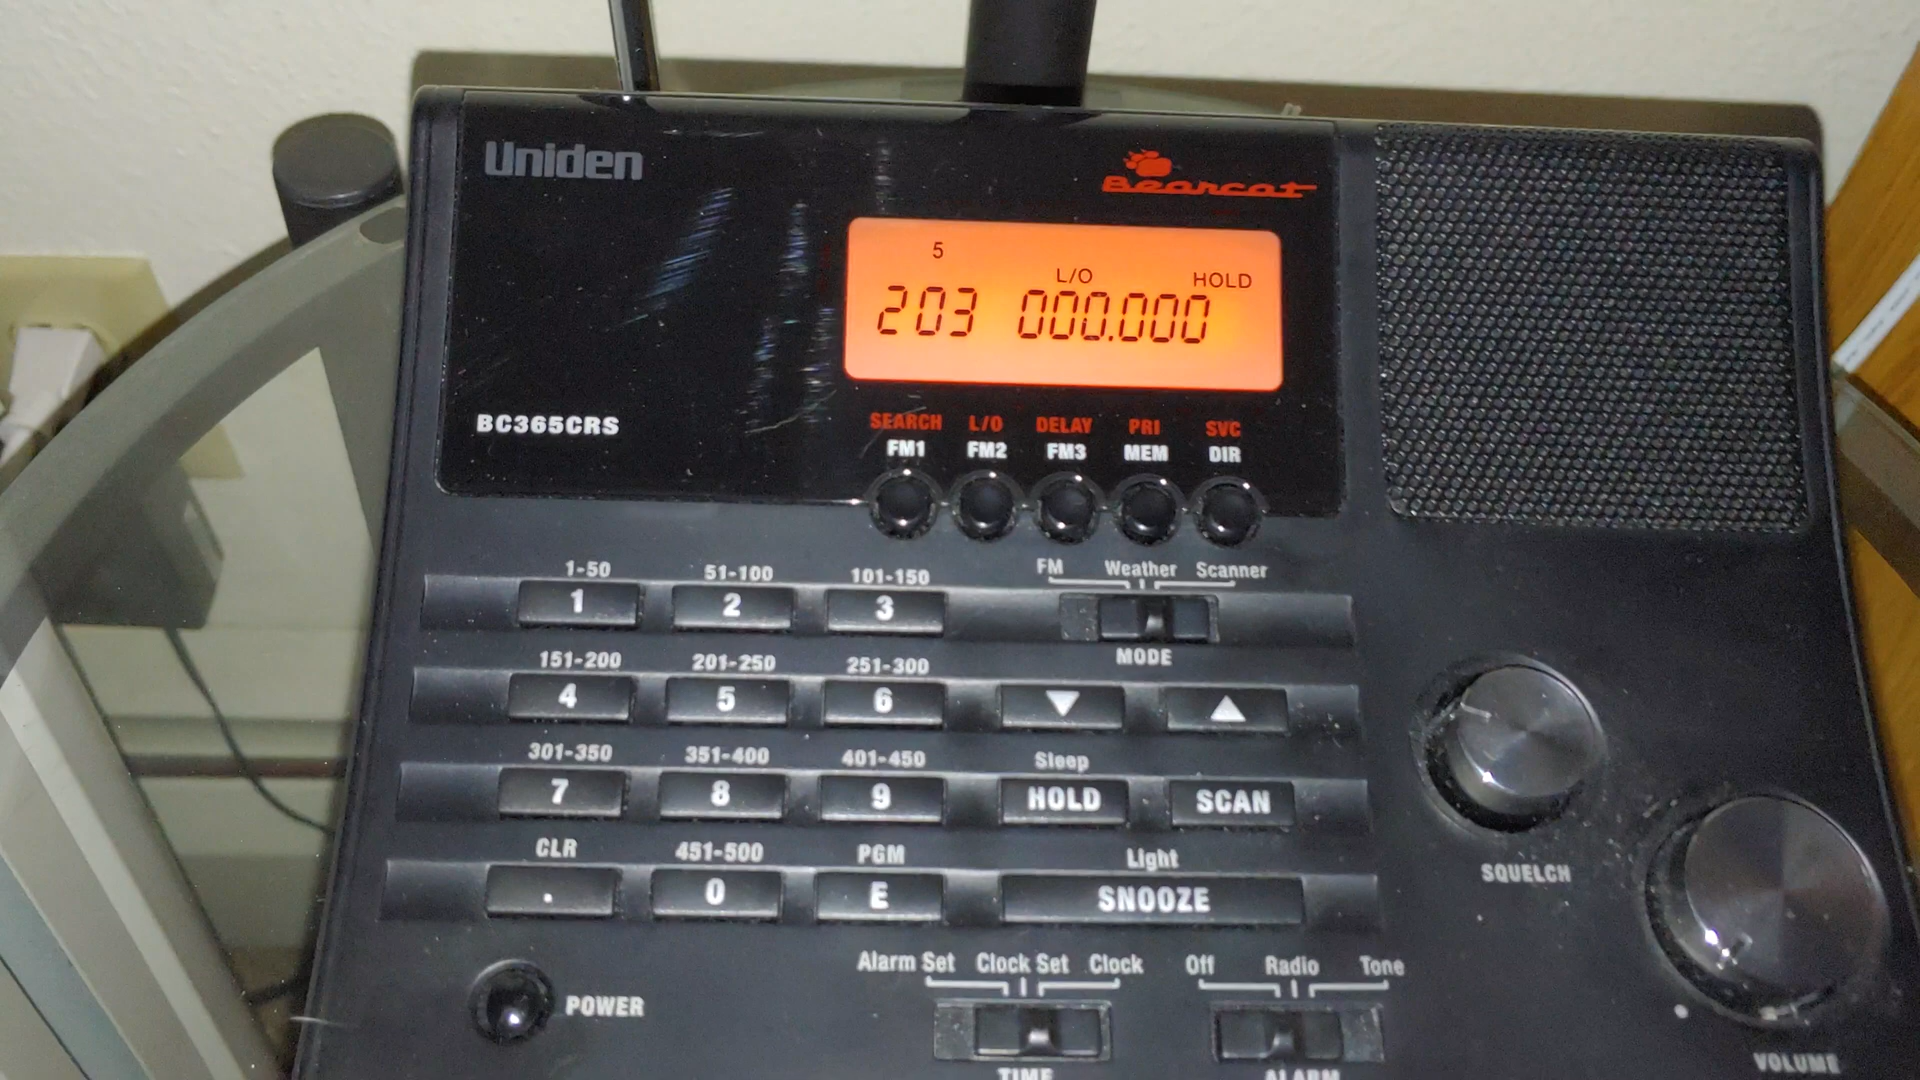 Uniden
Bearcat
5
L/O HOLD
203 000.000
BC365CRS
SEARCH L/O DELAY PRI SVC
FM1 FM2 FM3 MEM DIR
FM Weather Scanner
1-50 51-100 101-150
1 2 3
MODE
151-200 201-250 251-300
4 5 6 ▼ ▲
301-350 351-400 401-450 Sleep
7 8 9 HOLD SCAN
CLR 451-500 PGM Light
. 0 E SNOOZE
SQUELCH
Alarm Set Clock Set Clock Off Radio Tone
POWER
TIME ALARM
VOLUME